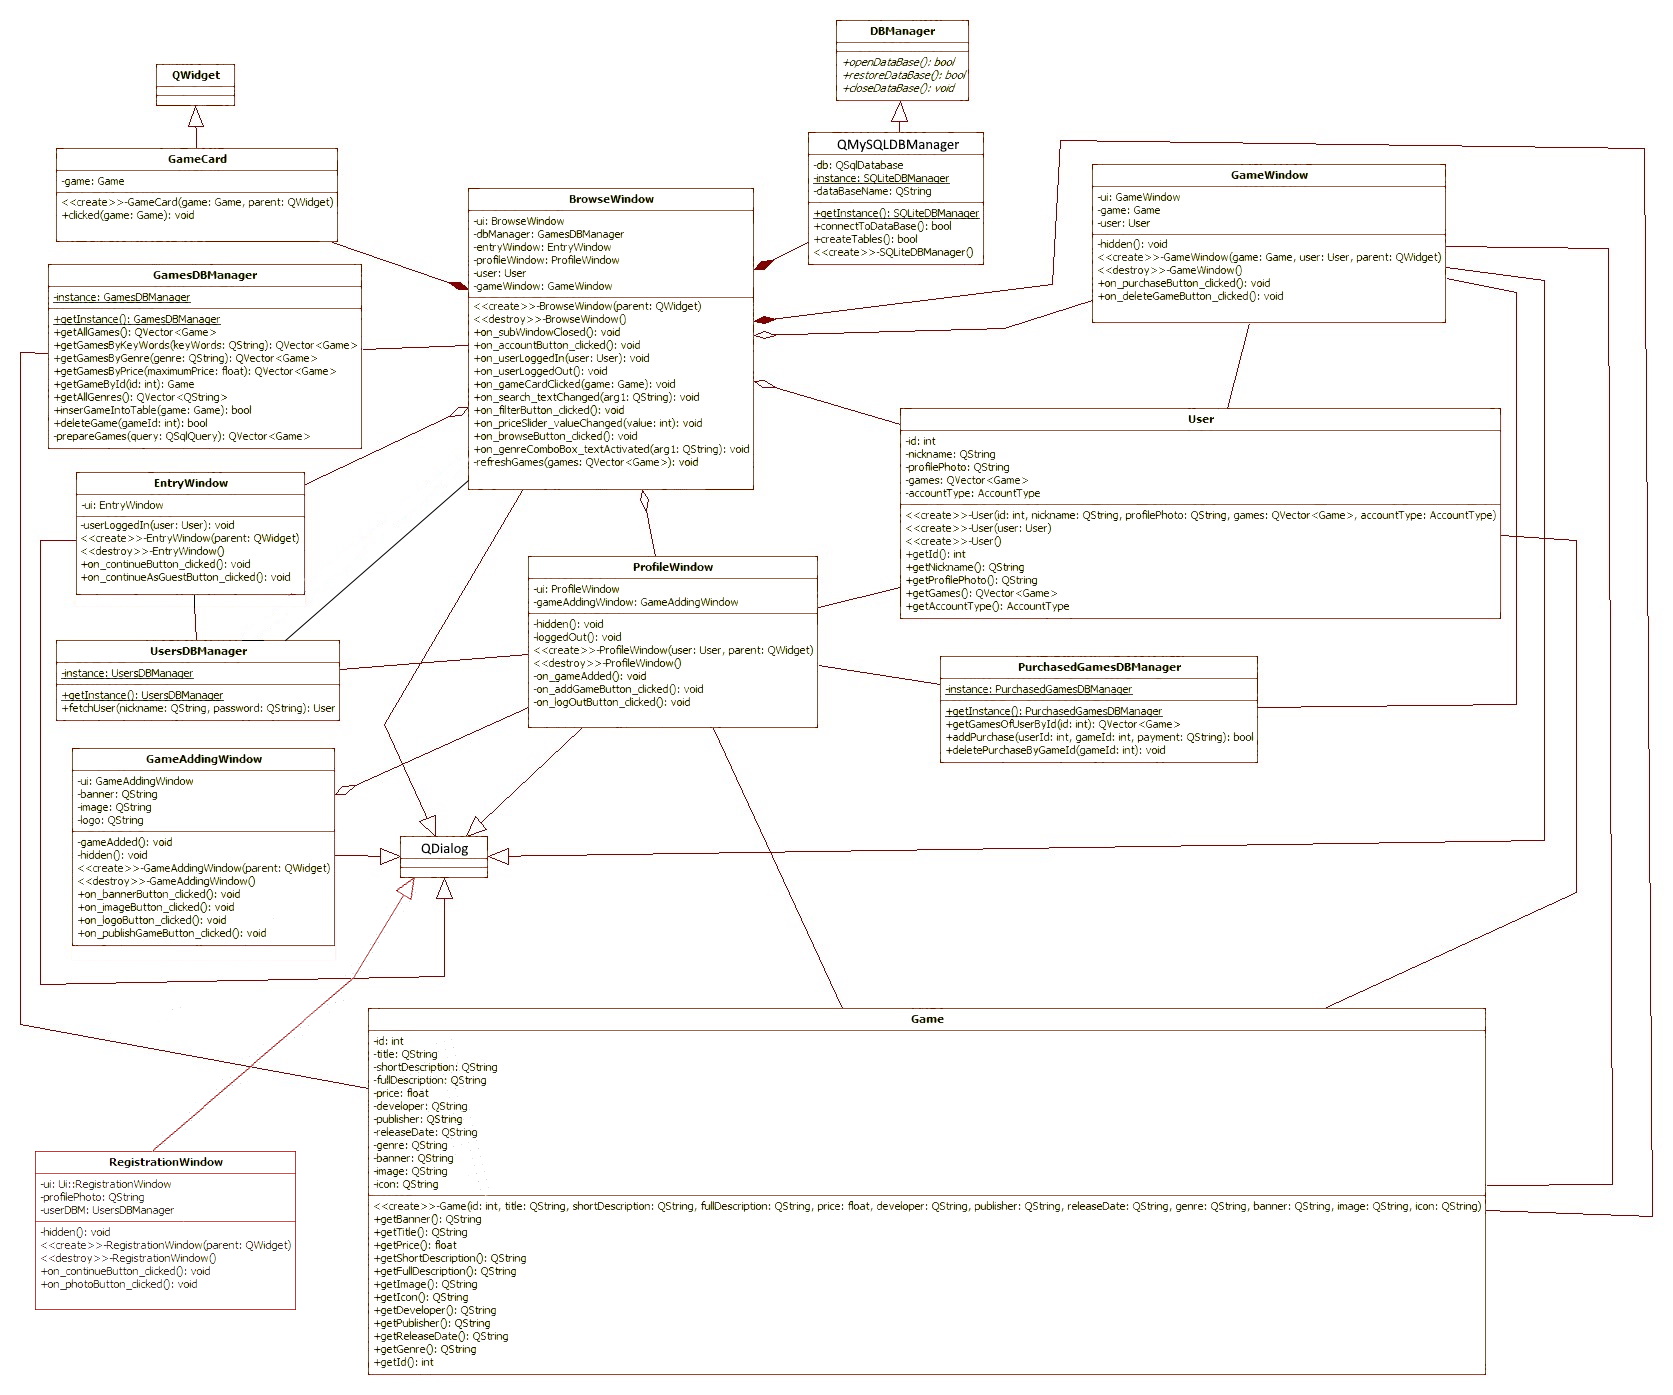 DBManager
+openDataBase(): bool
+restoreDataBase(): bool
+closeDataBase(): void
QWidget
GameCard
-game: Game
<<create>>-GameCard(game: Game, parent: QWidget)
+clicked(game: Game): void
QMySQLDBManager
-db: QSqlDatabase
-instance: SQLiteDBManager
-dataBaseName: QString
+getInstance(): SQLiteDBManager
+connectToDataBase(): bool
+createTables(): bool
<<create>>-SQLiteDBManager()
GameWindow
-ui: GameWindow
-game: Game
-user: User
-hidden(): void
<<create>>-GameWindow(game: Game, user: User, parent: QWidget)
<<destroy>>-GameWindow()
+on_purchaseButton_clicked(): void
+on_deleteGameButton_clicked(): void
BrowseWindow
-ui: BrowseWindow
-dbManager: GamesDBManager
-entryWindow: EntryWindow
-profileWindow: ProfileWindow
-user: User
-gameWindow: GameWindow
<<create>>-BrowseWindow(parent: QWidget)
<<destroy>>-BrowseWindow()
+on_subWindowClosed(): void
+on_accountButton_clicked(): void
+on_userLoggedIn(user: User): void
+on_userLoggedOut(): void
+on_gameCardClicked(game: Game): void
+on_search_textChanged(arg1: QString): void
+on_filterButton_clicked(): void
+on_priceSlider_valueChanged(value: int): void
+on_browseButton_clicked(): void
+on_genreComboBox_textActivated(arg1: QString): void
-refreshGames(games: QVector<Game>): void
GamesDBManager
-instance: GamesDBManager
+getInstance(): GamesDBManager
+getAllGames(): QVector<Game>
+getGamesByKeyWords(keyWords: QString): QVector<Game>
+getGamesByGenre(genre: QString): QVector<Game>
+getGamesByPrice(maximumPrice: float): QVector<Game>
+getGameById(id: int): Game
+getAllGenres(): QVector<QString>
+inserGameIntoTable(game: Game): bool
+deleteGame(gameId: int): bool
-prepareGames(query: QSqlQuery): QVector<Game>
User
-id: int
-nickname: QString
-profilePhoto: QString
-games: QVector<Game>
-accountType: AccountType
<<create>>-User(id: int, nickname: QString, profilePhoto: QString, games: QVector<Game>, accountType: AccountType)
<<create>>-User(user: User)
<<create>>-User()
+getId(): int
+getNickname(): QString
+getProfilePhoto(): QString
+getGames(): QVector<Game>
+getAccountType(): AccountType
EntryWindow
-ui: EntryWindow
-userLoggedIn(user: User): void
<<create>>-EntryWindow(parent: QWidget)
<<destroy>>-EntryWindow()
+on_continueButton_clicked(): void
+on_continueAsGuestButton_clicked(): void
ProfileWindow
-ui: ProfileWindow
-gameAddingWindow: GameAddingWindow
-hidden(): void
-loggedOut(): void
<<create>>-ProfileWindow(user: User, parent: QWidget)
<<destroy>>-ProfileWindow()
-on_gameAdded(): void
-on_addGameButton_clicked(): void
-on_logOutButton_clicked(): void
UsersDBManager
-instance: UsersDBManager
+getInstance(): UsersDBManager
+fetchUser(nickname: QString, password: QString): User
PurchasedGamesDBManager
-instance: PurchasedGamesDBManager
+getInstance(): PurchasedGamesDBManager
+getGamesOfUserById(id: int): QVector<Game>
+addPurchase(userId: int, gameId: int, payment: QString): bool
+deletePurchaseByGameId(gameId: int): void
GameAddingWindow
-ui: GameAddingWindow
-banner: QString
-image: QString
-logo: QString
-gameAdded(): void
-hidden(): void
<<create>>-GameAddingWindow(parent: QWidget)
<<destroy>>-GameAddingWindow()
+on_bannerButton_clicked(): void
+on_imageButton_clicked(): void
+on_logoButton_clicked(): void
+on_publishGameButton_clicked(): void
QDialog
Game
-id: int
-title: QString
-shortDescription: QString
-fullDescription: QString
-price: float
-developer: QString
-publisher: QString
-releaseDate: QString
-genre: QString
-banner: QString
-image: QString
-icon: QString
<<create>>-Game(id: int, title: QString, shortDescription: QString, fullDescription: QString, price: float, developer: QString, publisher: QString, releaseDate: QString, genre: QString, banner: QString, image: QString, icon: QString)
+getBanner(): QString
+getTitle(): QString
+getPrice(): float
+getShortDescription(): QString
+getFullDescription(): QString
+getImage(): QString
+getIcon(): QString
+getDeveloper(): QString
+getPublisher(): QString
+getReleaseDate(): QString
+getGenre(): QString
+getId(): int
RegistrationWindow
-ui: Ui::RegistrationWindow
-profilePhoto: QString
-userDBM: UsersDBManager
-hidden(): void
<<create>>-RegistrationWindow(parent: QWidget)
<<destroy>>-RegistrationWindow()
+on_continueButton_clicked(): void
+on_photoButton_clicked(): void